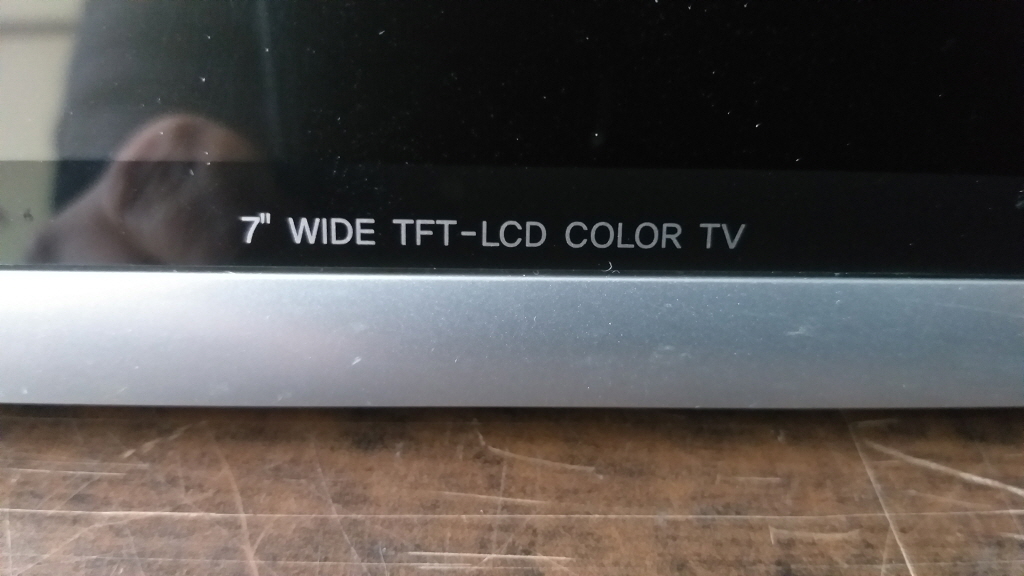 7" WIDE TFT-LCD COLOR TV